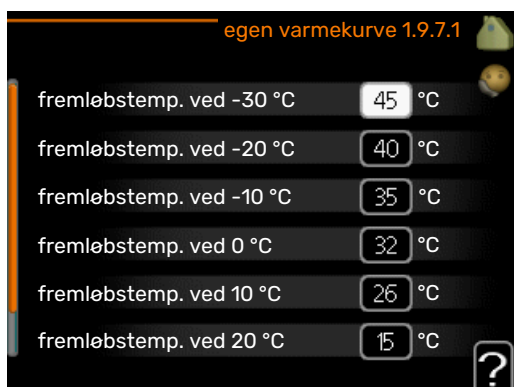 egen varmekurve 1.9.7.1
fremløbstemp. ved -30 °C 45 °C
fremløbstemp. ved -20 °C 40 °C
fremløbstemp. ved -10 °C 35 °C
fremløbstemp. ved 0 °C 32 °C
fremløbstemp. ved 10 °C 26 °C
fremløbstemp. ved 20 °C 15 °C
?